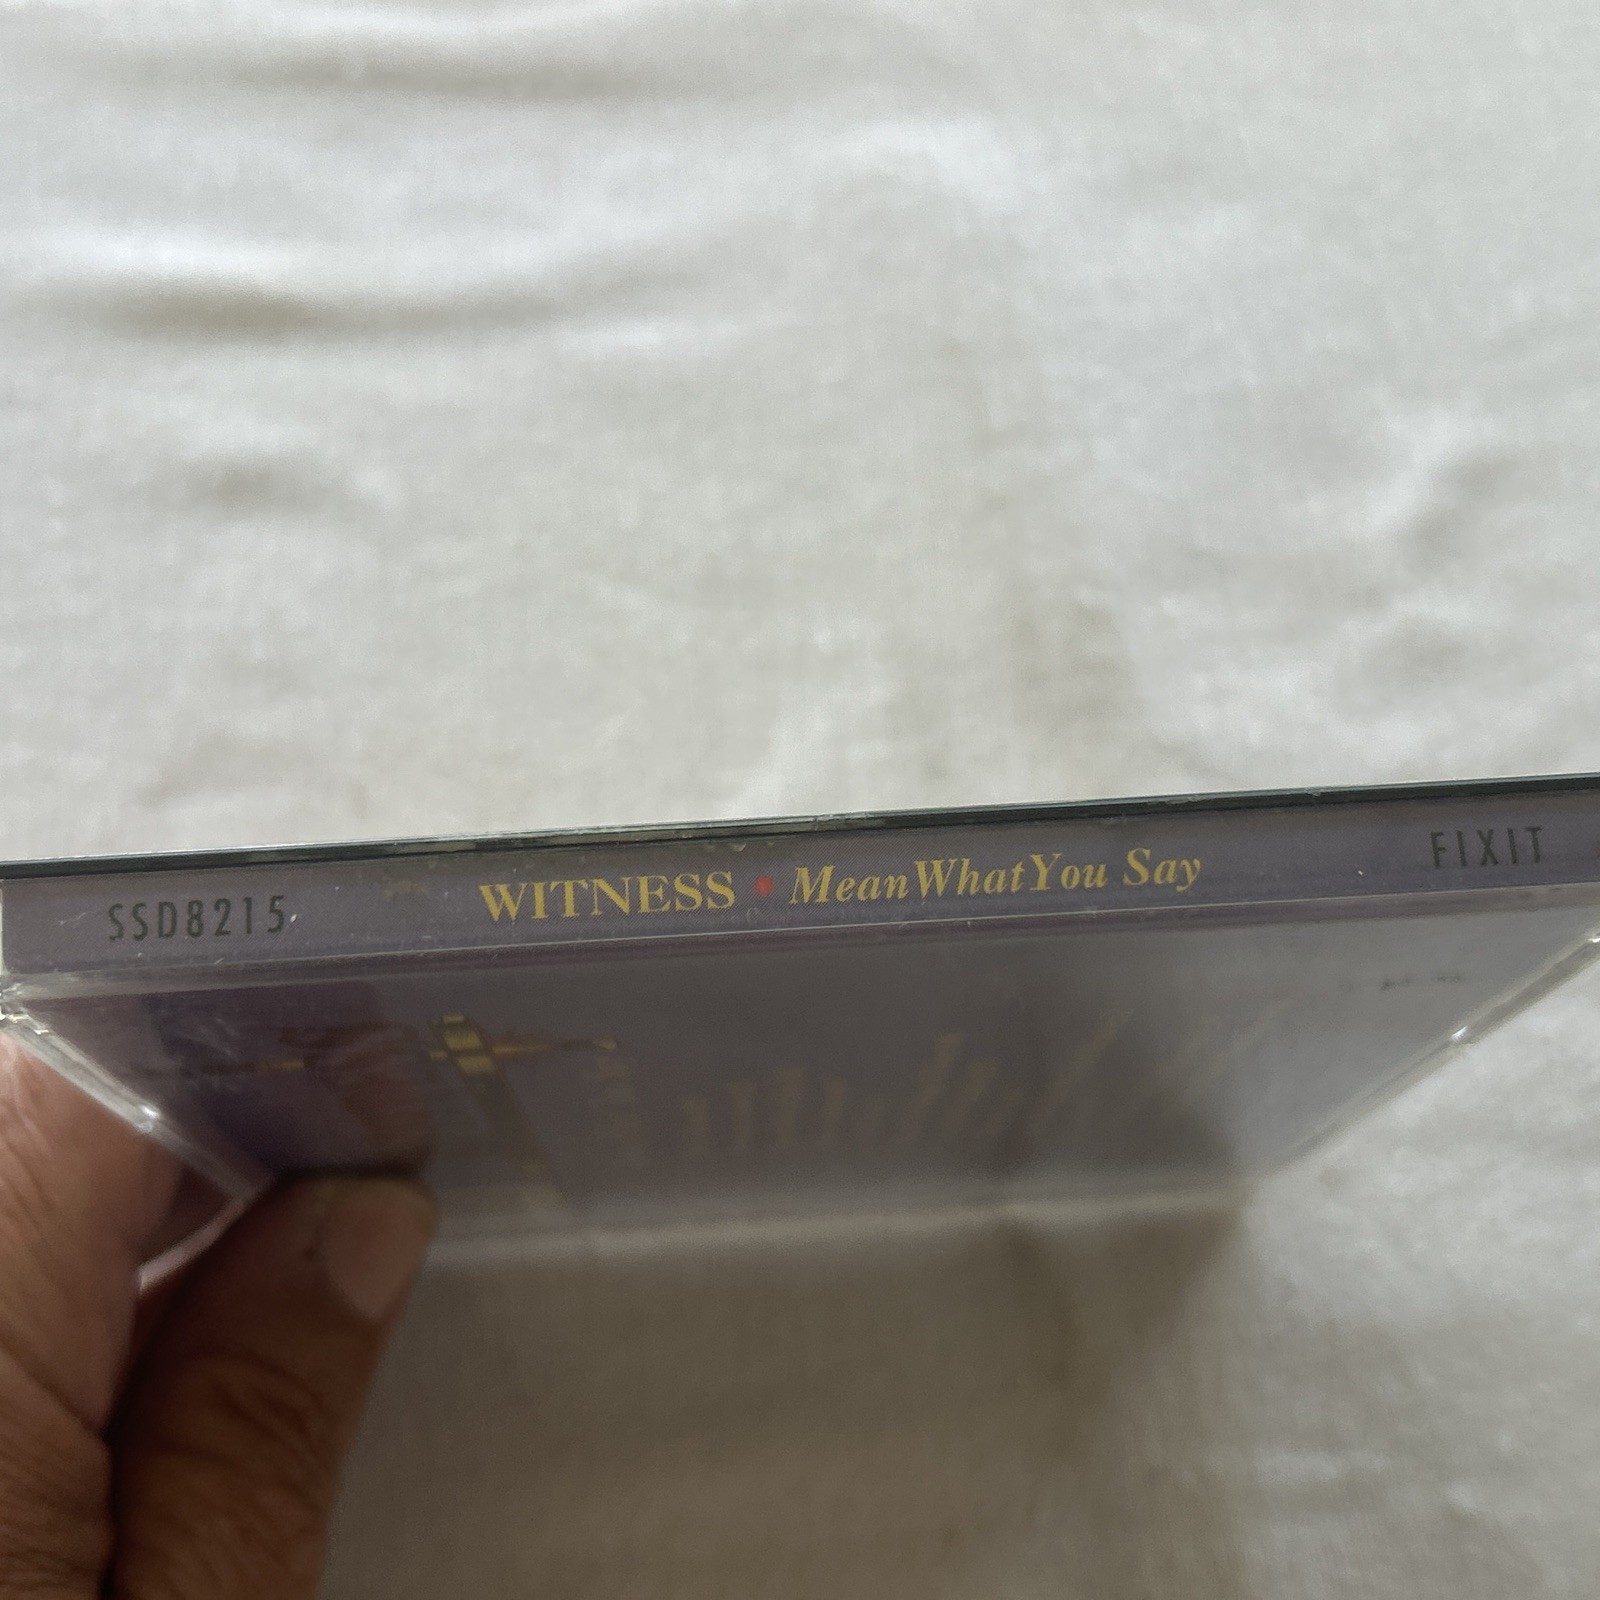 SSD8215 WITNESS • Mean What You Say FIXIT